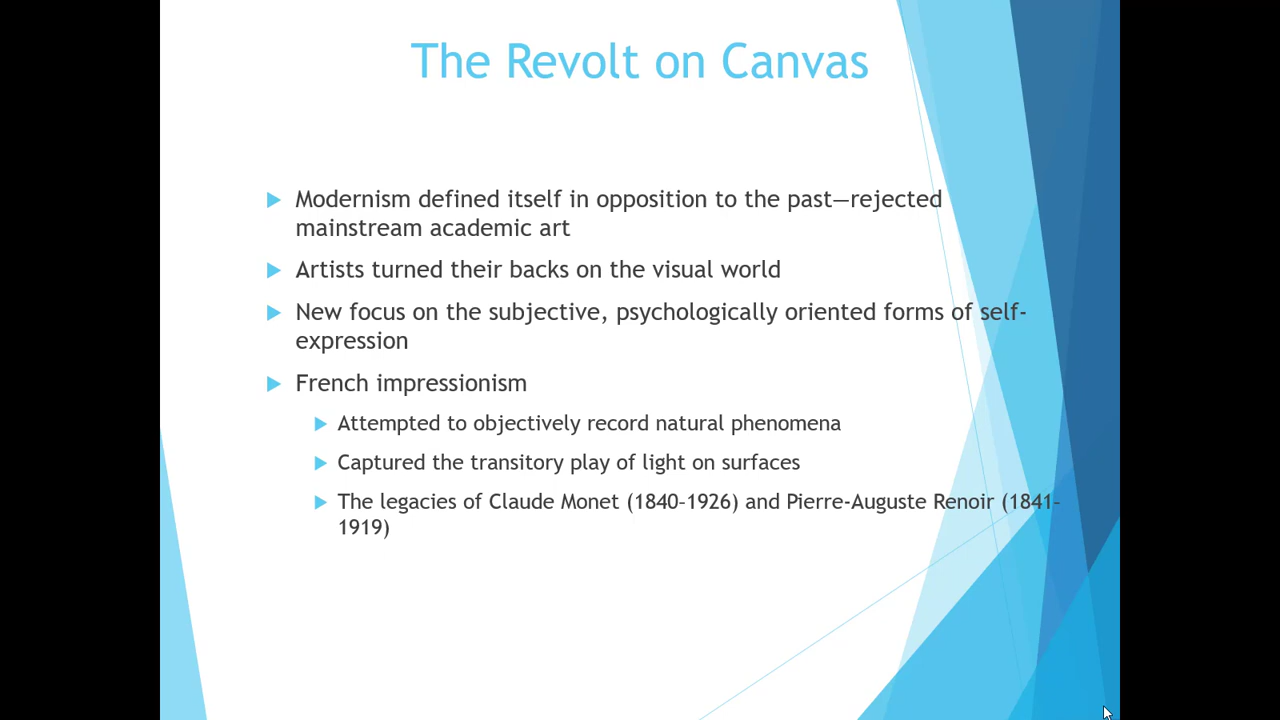 The Revolt on Canvas
Modernism defined itself in opposition to the past—rejected
mainstream academic art
Artists turned their backs on the visual world
New focus on the subjective, psychologically oriented forms of self-
expression
French impressionism
Attempted to objectively record natural phenomena
Captured the transitory play of light on surfaces
The legacies of Claude Monet (1840–1926) and Pierre-Auguste Renoir (1841–
1919)